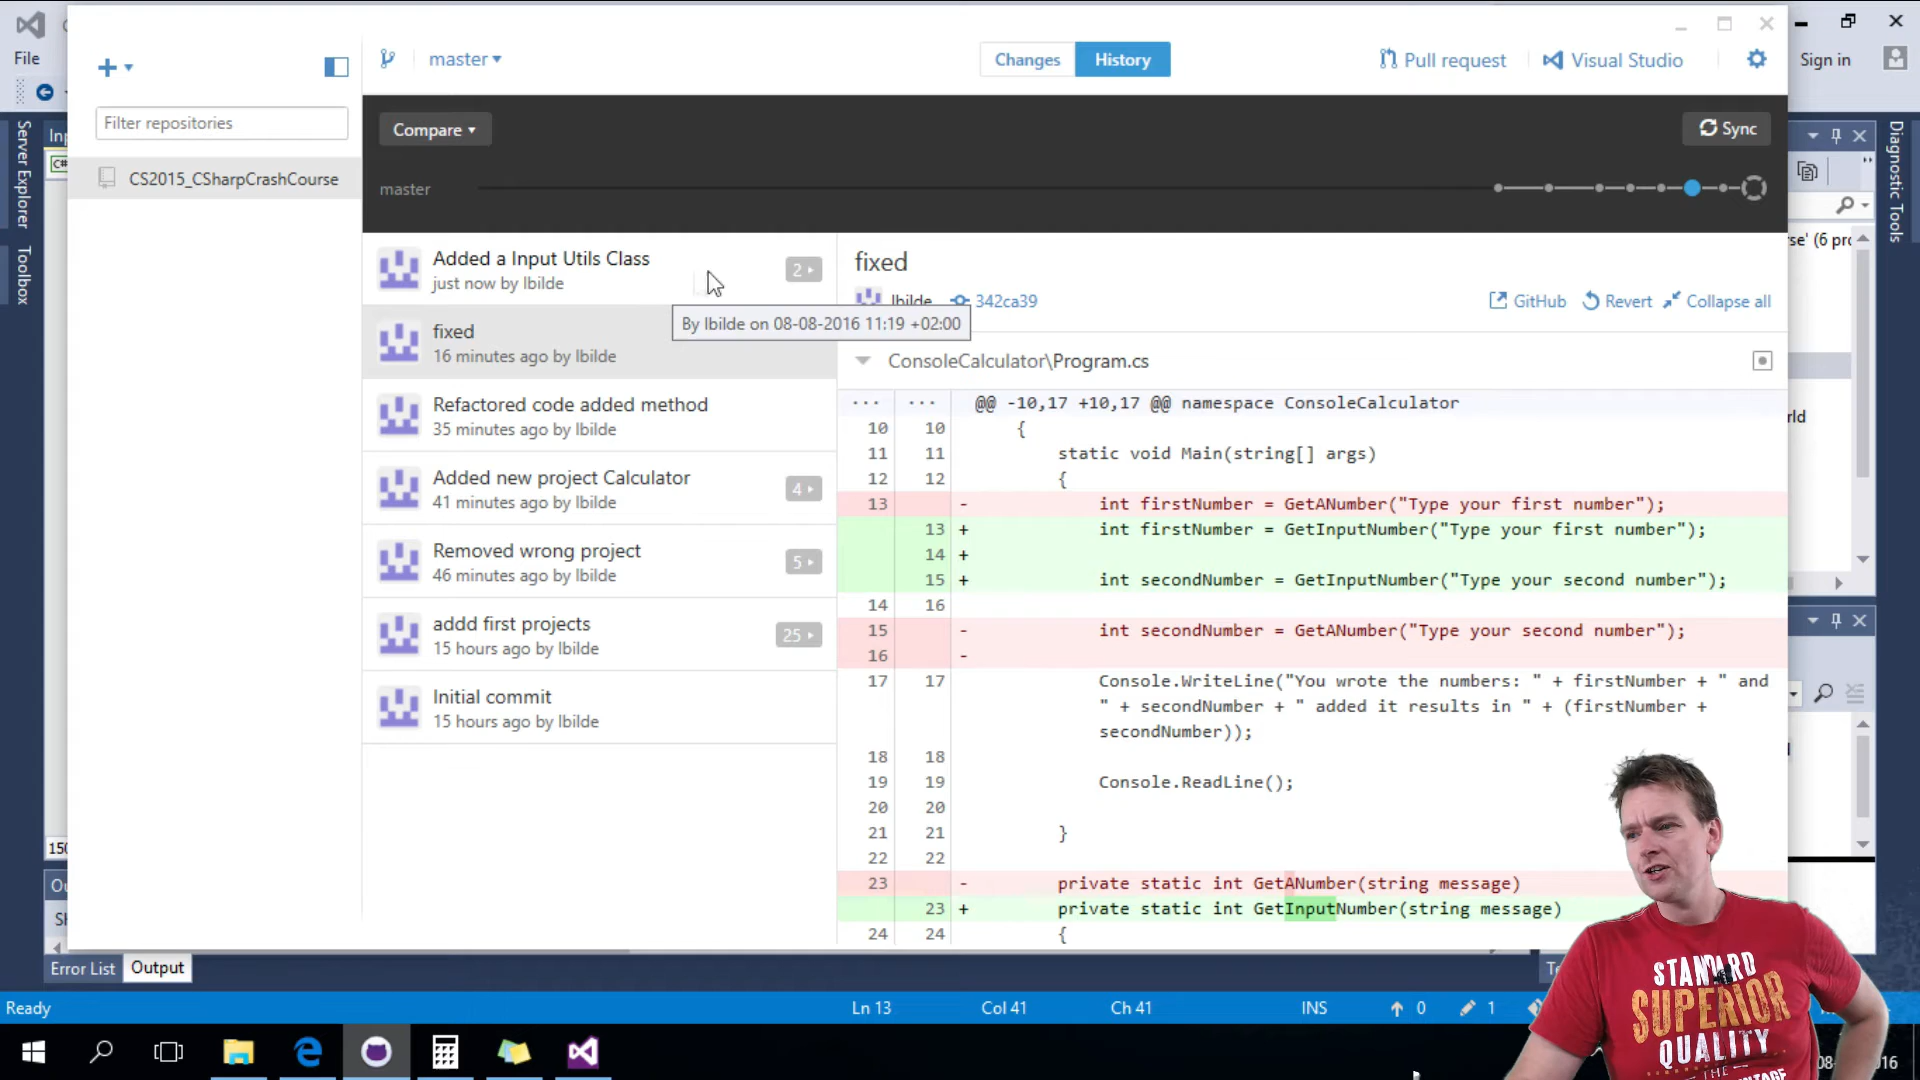 File
master
Changes
History
Pull request
Visual Studio
Sign in
Filter repositories
Compare
Sync
CS2015_CSharpCrashCourse
master
Server Explorer
Toolbox
Diagnostic Tools
Added a Input Utils Class
just now by lbilde
2
By lbilde on 08-08-2016 11:19 +02:00
fixed
16 minutes ago by lbilde
Refactored code added method
35 minutes ago by lbilde
Added new project Calculator
41 minutes ago by lbilde
4
Removed wrong project
46 minutes ago by lbilde
5
addd first projects
15 hours ago by lbilde
25
Initial commit
15 hours ago by lbilde
fixed
lbilde 342ca39
GitHub
Revert
Collapse all
ConsoleCalculator\Program.cs
... ... @@ -10,17 +10,17 @@ namespace ConsoleCalculator
10 10 {
11 11 static void Main(string[] args)
12 12 {
13 - int firstNumber = GetANumber("Type your first number");
13 + int firstNumber = GetInputNumber("Type your first number");
14 +
15 + int secondNumber = GetInputNumber("Type your second number");
14 16
15 - int secondNumber = GetANumber("Type your second number");
16 -
17 17 Console.WriteLine("You wrote the numbers: " + firstNumber + " and
" + secondNumber + " added it results in " + (firstNumber +
secondNumber));
18 18
19 19 Console.ReadLine();
20 20
21 21 }
22 22
23 - private static int GetANumber(string message)
23 + private static int GetInputNumber(string message)
24 24 {
Error List
Output
Ready
Ln 13
Col 41
Ch 41
INS
0
1
STANDARD
SUPERIOR
QUALITY
THE